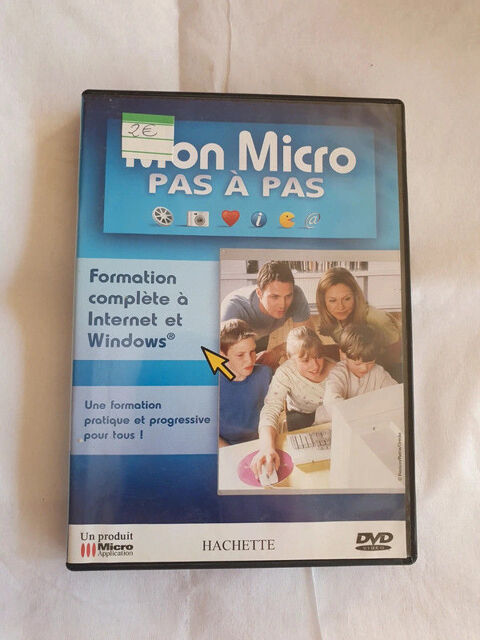 2€
Mon Micro
PAS À PAS
Formation
complète à
Internet et
Windows®
Une formation
pratique et progressive
pour tous !
Un produit
Micro
Application
HACHETTE
DVD
VIDEO